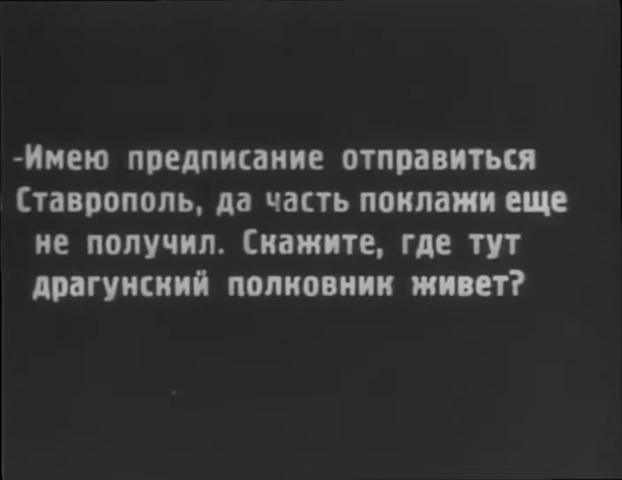 -Имею предписание отправиться
Ставрополь, да часть поклажи еще
не получил. Скажите, где тут
драгунский полковник живет?